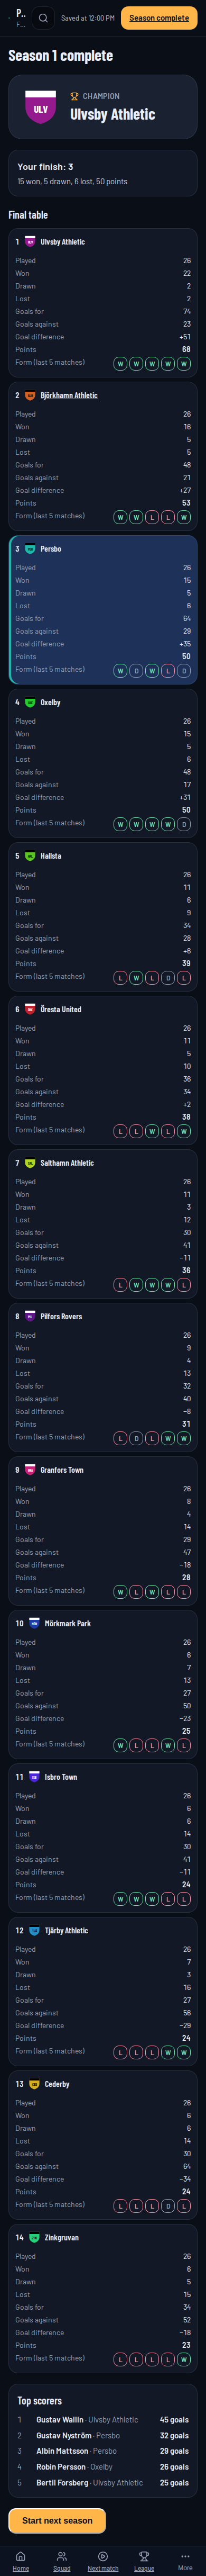 P...
F...
Saved at 12:00 PM
Season complete
Season 1 complete
ULV
CHAMPION
Ulvsby Athletic
Your finish: 3
15 won, 5 drawn, 6 lost, 50 points
Final table
1 Ulvsby Athletic
Played 26
Won 22
Drawn 2
Lost 2
Goals for 74
Goals against 23
Goal difference +51
Points 68
Form (last 5 matches) W W W W W
2 Björkhamn Athletic
Played 26
Won 16
Drawn 5
Lost 5
Goals for 48
Goals against 21
Goal difference +27
Points 53
Form (last 5 matches) W W L L W
3 Persbo
Played 26
Won 15
Drawn 5
Lost 6
Goals for 64
Goals against 29
Goal difference +35
Points 50
Form (last 5 matches) W D W L D
4 Oxelby
Played 26
Won 15
Drawn 5
Lost 6
Goals for 48
Goals against 17
Goal difference +31
Points 50
Form (last 5 matches) W W W W D
5 Hallsta
Played 26
Won 11
Drawn 6
Lost 9
Goals for 34
Goals against 28
Goal difference +6
Points 39
Form (last 5 matches) L W L D L
6 Öresta United
Played 26
Won 11
Drawn 5
Lost 10
Goals for 36
Goals against 34
Goal difference +2
Points 38
Form (last 5 matches) L L W L W
7 Salthamn Athletic
Played 26
Won 11
Drawn 3
Lost 12
Goals for 30
Goals against 41
Goal difference −11
Points 36
Form (last 5 matches) L W W W L
8 Pilfors Rovers
Played 26
Won 9
Drawn 4
Lost 13
Goals for 32
Goals against 40
Goal difference −8
Points 31
Form (last 5 matches) L D L W W
9 Granfors Town
Played 26
Won 8
Drawn 4
Lost 14
Goals for 29
Goals against 47
Goal difference −18
Points 28
Form (last 5 matches) W L W L L
10 Mörkmark Park
Played 26
Won 6
Drawn 7
Lost 13
Goals for 27
Goals against 50
Goal difference −23
Points 25
Form (last 5 matches) W L L W L
11 Isbro Town
Played 26
Won 6
Drawn 6
Lost 14
Goals for 30
Goals against 41
Goal difference −11
Points 24
Form (last 5 matches) W W W L L
12 Tjärby Athletic
Played 26
Won 7
Drawn 3
Lost 16
Goals for 27
Goals against 56
Goal difference −29
Points 24
Form (last 5 matches) L L L W W
13 Cederby
Played 26
Won 6
Drawn 6
Lost 14
Goals for 30
Goals against 64
Goal difference −34
Points 24
Form (last 5 matches) L L L D L
14 Zinkgruvan
Played 26
Won 6
Drawn 5
Lost 15
Goals for 34
Goals against 52
Goal difference −18
Points 23
Form (last 5 matches) L L L L W
Top scorers
1 Gustav Wallin · Ulvsby Athletic 45 goals
2 Gustav Nyström · Persbo 32 goals
3 Albin Mattsson · Persbo 29 goals
4 Robin Persson · Oxelby 26 goals
5 Bertil Forsberg · Ulvsby Athletic 25 goals
Start next season
Home Squad Next match League More